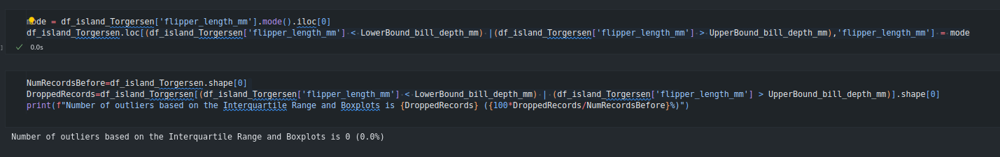 mode = df_island_Torgersen['flipper_length_mm'].mode().iloc[0]
df_island_Torgersen.loc[(df_island_Torgersen['flipper_length_mm'] < LowerBound_bill_depth_mm) |(df_island_Torgersen['flipper_length_mm'] > UpperBound_bill_depth_mm),'flipper_length_mm'] = mode
] ✓ 0.0s
NumRecordsBefore=df_island_Torgersen.shape[0]
DroppedRecords=df_island_Torgersen[(df_island_Torgersen['flipper_length_mm'] < LowerBound_bill_depth_mm) | (df_island_Torgersen['flipper_length_mm'] > UpperBound_bill_depth_mm)].shape[0]
print(f"Number of outliers based on the Interquartile Range and Boxplots is {DroppedRecords} ({100*DroppedRecords/NumRecordsBefore}%)")
Number of outliers based on the Interquartile Range and Boxplots is 0 (0.0%)